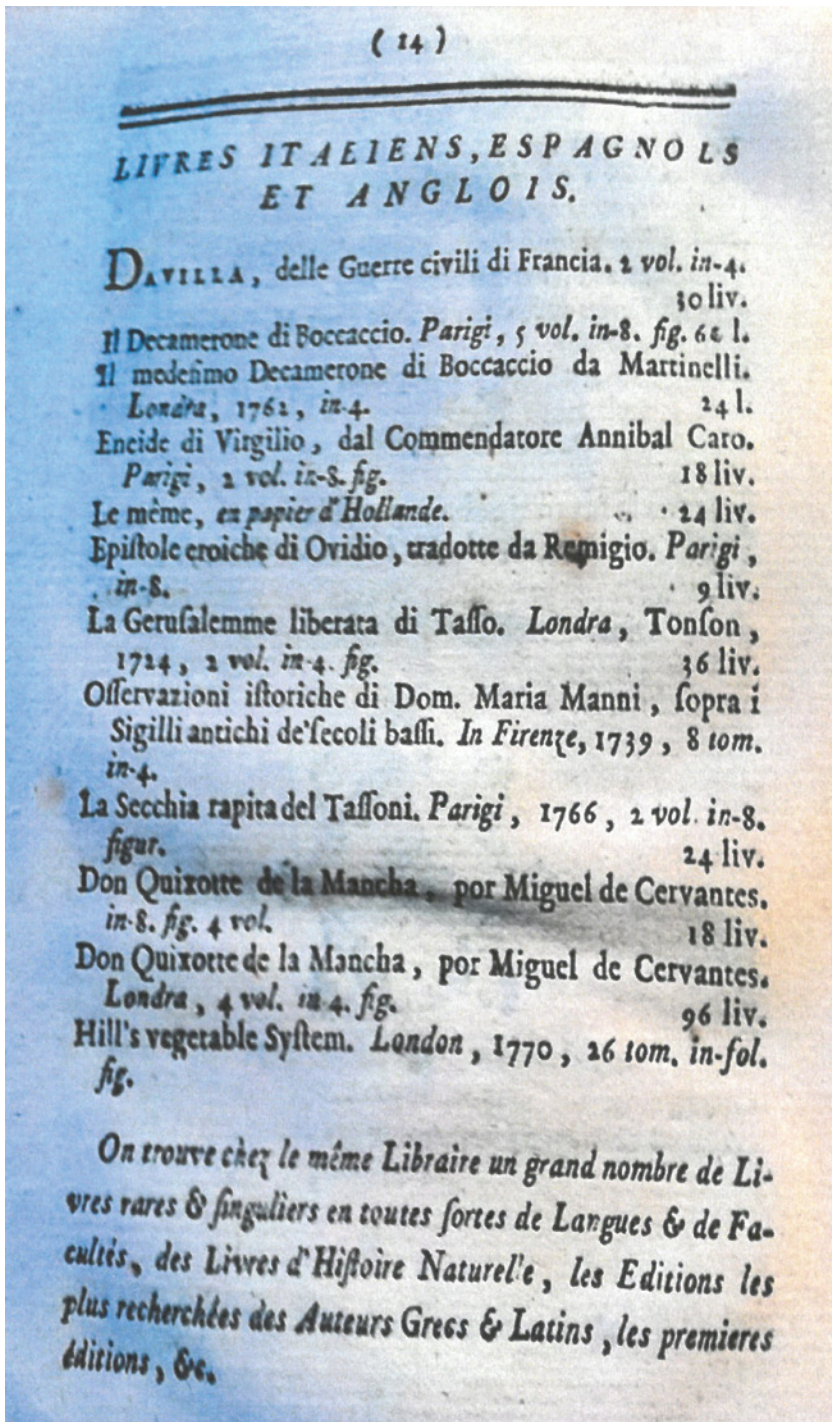 ( 14 )
LIVRES ITALIENS, ESPAGNOLS
ET ANGLOIS.
DAVILLA, delle Guerre civili di Francia. 2 vol. in-4.
30 liv.
Il Decamerone di Boccaccio. Parigi, 5 vol. in-8. fig. l.
Il medesimo Decamerone di Boccaccio da Martinelli.
Londra, 1762, in-4. 24 l.
Eneide di Virgilio, dal Commendatore Annibal Caro.
Parigi, 2 vol. in-8. fig. 18 liv.
Le même, en papier d'Hollande. 24 liv.
Epiſtole eroiche di Ovidio, tradotte da Remigio. Parigi,
in-8. 9 liv.
La Geruſalemme liberata di Taſſo. Londra, Tonſon,
1724, 2 vol. in-4. fig. 36 liv.
Oſſervazioni iſtoriche di Dom. Maria Manni, ſopra i
Sigilli antichi de'ſecoli baſſi. In Firenze, 1739, 8 tom.
in-4.
La Secchia rapita del Taſſoni. Parigi, 1766, 2 vol. in-8.
figur. 24 liv.
Don Quixotte de la Mancha, por Miguel de Cervantes.
in-8. fig. 4 vol. 18 liv.
Don Quixotte de la Mancha, por Miguel de Cervantes.
Londra, 4 vol. in-4. fig. 96 liv.
Hill's vegetable Syſtem. London, 1770, 26 tom. in-fol.
fig.
On trouve chez le même Libraire un grand nombre de Li-
vres rares & ſinguliers en toutes ſortes de Langues & de Fa-
cultés, des Livres d'Hiſtoire Naturelle, les Editions les
plus recherchées des Auteurs Grecs & Latins, les premieres
éditions, &c.